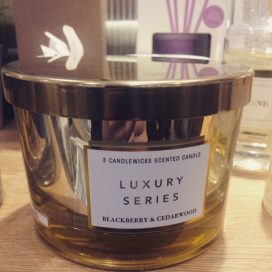 3 CANDLEWICKS SCENTED CANDLE
LUXURY
SERIES
BLACKBERRY & CEDARWOOD